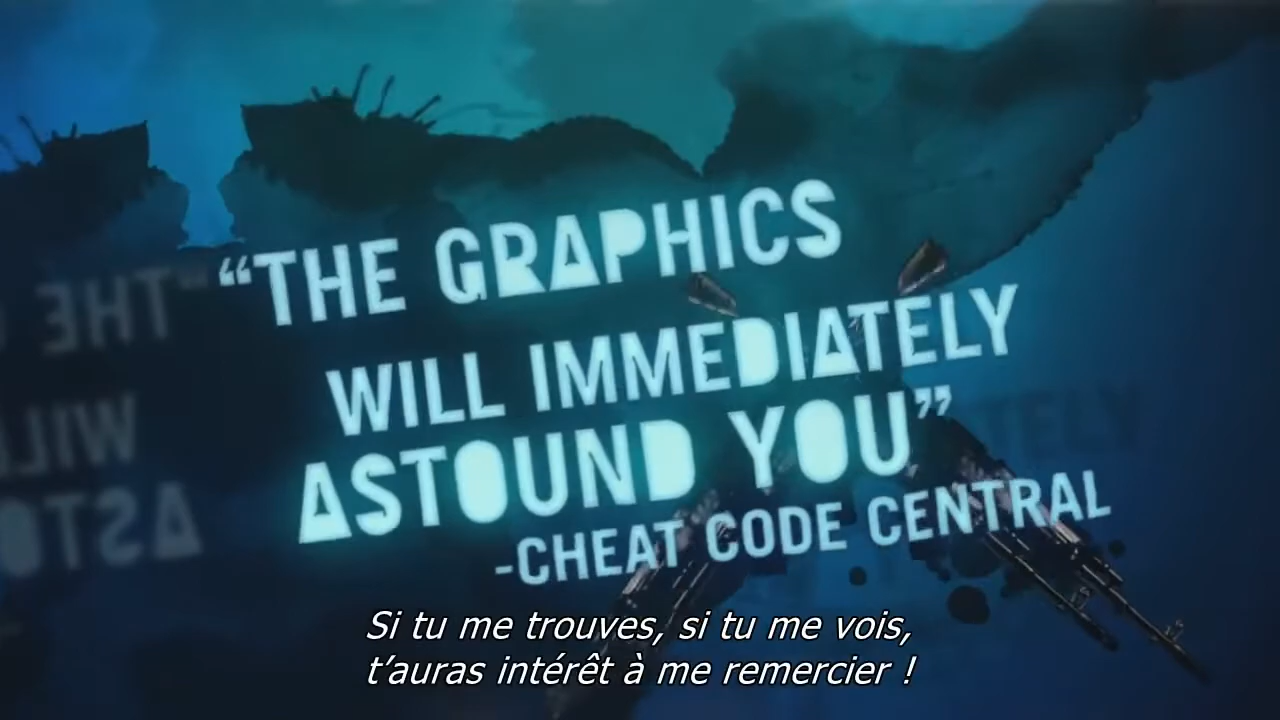 “THE GRAPHICS
WILL IMMEDIATELY
ASTOUND YOU”
-CHEAT CODE CENTRAL
Si tu me trouves, si tu me vois,
t’auras intérêt à me remercier !